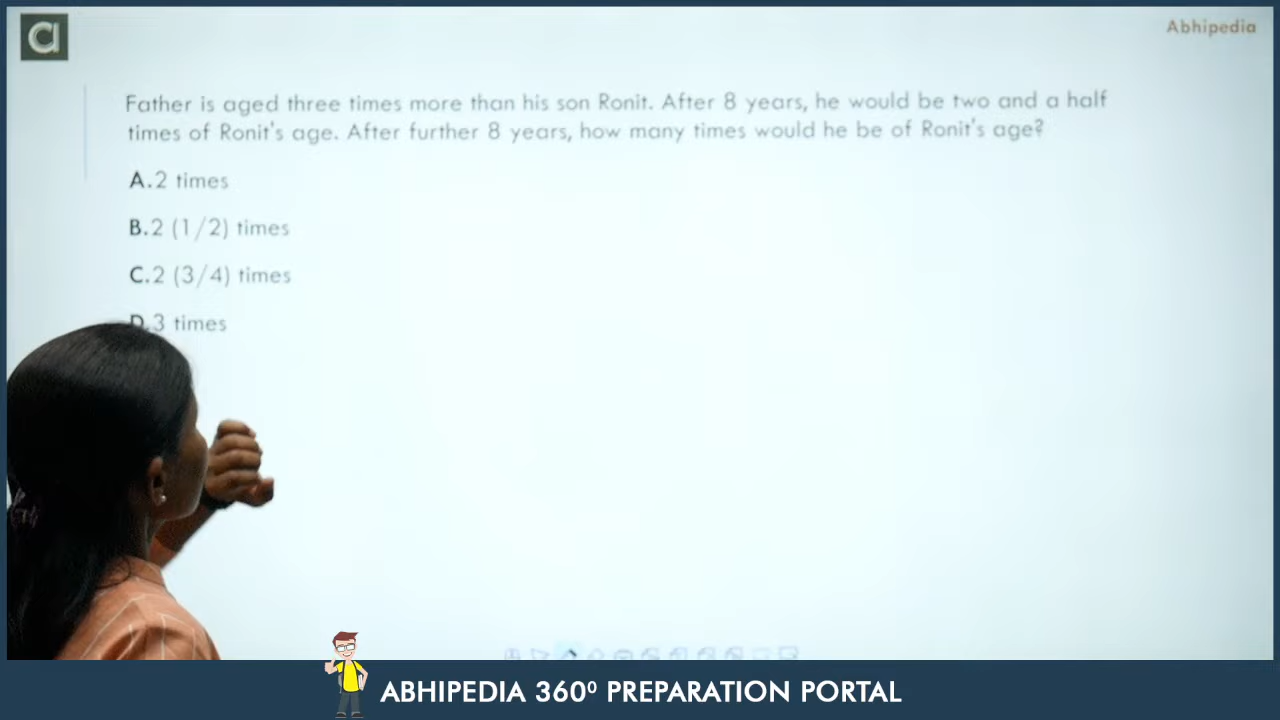 Abhipedia
Father is aged three times more than his son Ronit. After 8 years, he would be two and a half
times of Ronit's age. After further 8 years, how many times would he be of Ronit's age?
A.2 times
B.2 (1/2) times
C.2 (3/4) times
D.3 times
ABHIPEDIA 360⁰ PREPARATION PORTAL